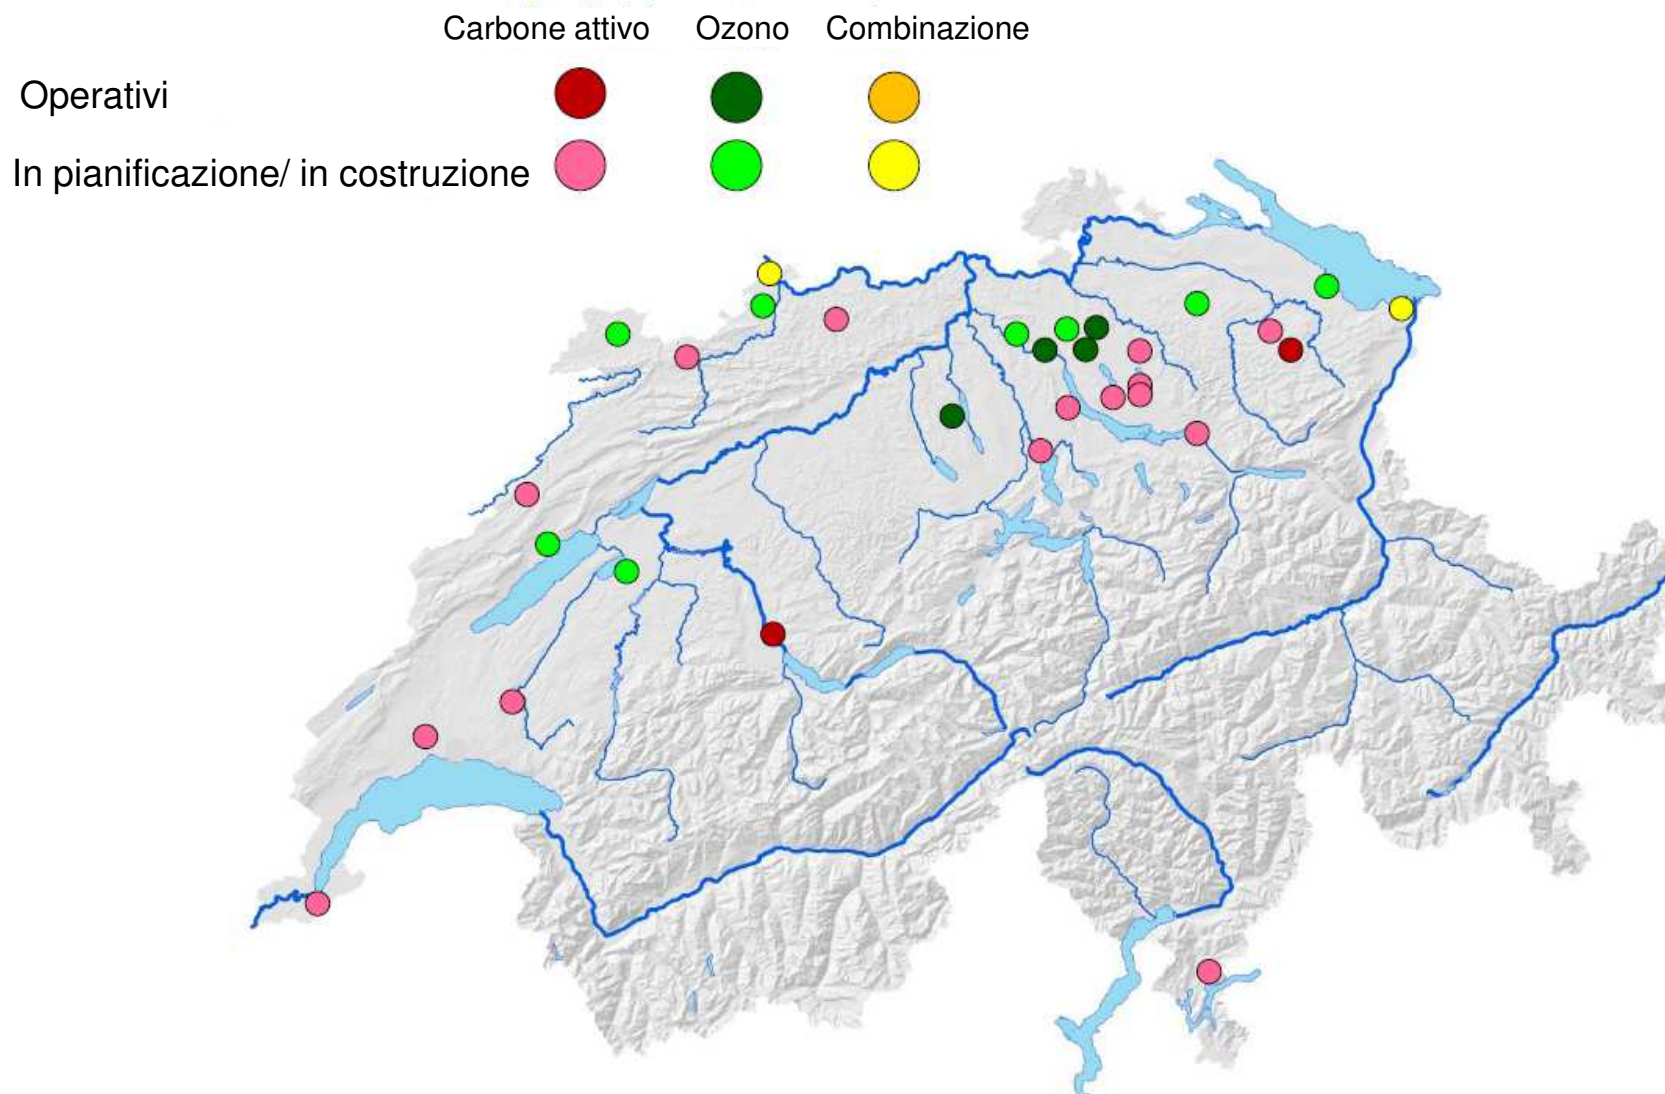 Carbone attivo Ozono Combinazione
Operativi
In pianificazione/ in costruzione